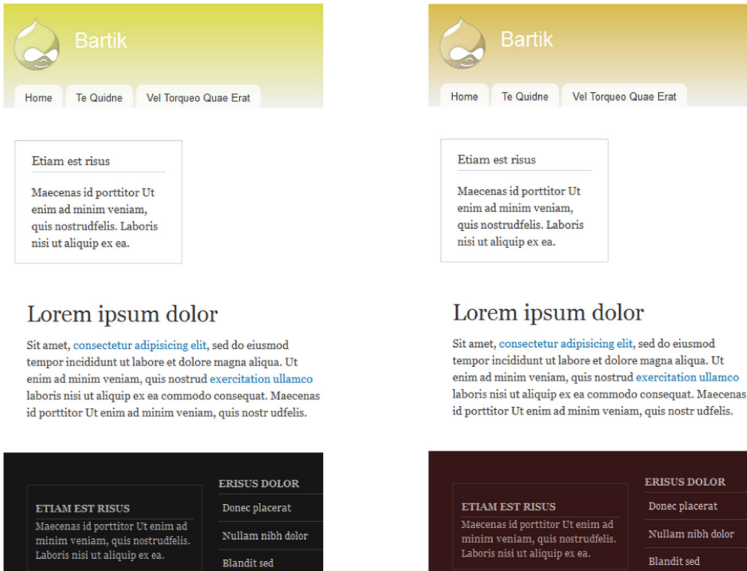 Bartik
Home Te Quidne Vel Torqueo Quae Erat
Etiam est risus
Maecenas id porttitor Ut
enim ad minim veniam,
quis nostrudfelis. Laboris
nisi ut aliquip ex ea.
Lorem ipsum dolor
Sit amet, consectetur adipisicing elit, sed do eiusmod
tempor incididunt ut labore et dolore magna aliqua. Ut
enim ad minim veniam, quis nostrud exercitation ullamco
laboris nisi ut aliquip ex ea commodo consequat. Maecenas
id porttitor Ut enim ad minim veniam, quis nostr udfelis.
ETIAM EST RISUS
Maecenas id porttitor Ut enim ad
minim veniam, quis nostrudfelis.
Laboris nisi ut aliquip ex ea.
ERISUS DOLOR
Donec placerat
Nullam nibh dolor
Blandit sed
Bartik
Home Te Quidne Vel Torqueo Quae Erat
Etiam est risus
Maecenas id porttitor Ut
enim ad minim veniam,
quis nostrudfelis. Laboris
nisi ut aliquip ex ea.
Lorem ipsum dolor
Sit amet, consectetur adipisicing elit, sed do eiusmod
tempor incididunt ut labore et dolore magna aliqua. Ut
enim ad minim veniam, quis nostrud exercitation ullamco
laboris nisi ut aliquip ex ea commodo consequat. Maecenas
id porttitor Ut enim ad minim veniam, quis nostr udfelis.
ETIAM EST RISUS
Maecenas id porttitor Ut enim ad
minim veniam, quis nostrudfelis.
Laboris nisi ut aliquip ex ea.
ERISUS DOLOR
Donec placerat
Nullam nibh dolor
Blandit sed